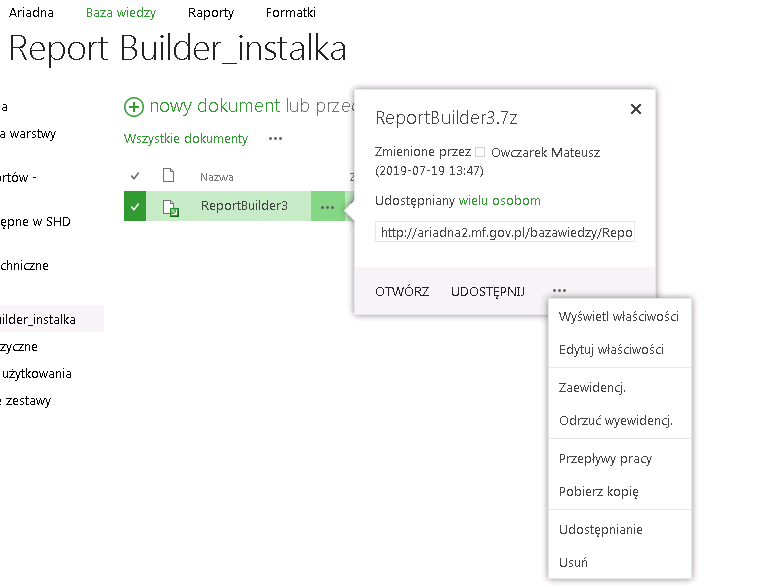 Ariadna Baza wiedzy Raporty Formatki
Report Builder_instalka
a
a warstwy
rtów -
ępne w SHD
chniczne
ilder_instalka
zyczne
użytkowania
e zestawy
nowy dokument lub przec
Wszystkie dokumenty ...
Nazwa Z
ReportBuilder3 ...
ReportBuilder3.7z
Zmienione przez Owczarek Mateusz
(2019-07-19 13:47)
Udostępniany wielu osobom
http://ariadna2.mf.gov.pl/bazawiedzy/Repo
OTWÓRZ UDOSTĘPNIJ ...
Wyświetl właściwości
Edytuj właściwości
Zaewidencj.
Odrzuć wyewidencj.
Przepływy pracy
Pobierz kopię
Udostępnianie
Usuń